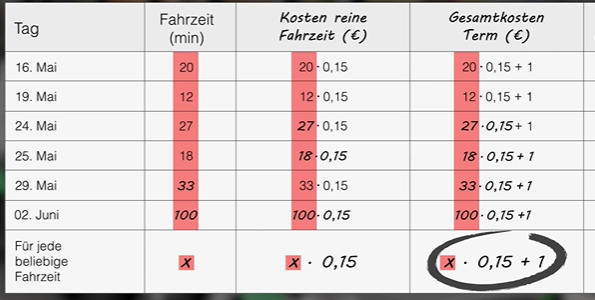 Tag Fahrzeit (min) Kosten reine Fahrzeit (€) Gesamtkosten Term (€)
16. Mai 20 20 · 0,15 20 · 0,15 + 1
19. Mai 12 12 · 0,15 12 · 0,15 + 1
24. Mai 27 27 · 0,15 27 · 0,15 + 1
25. Mai 18 18 · 0,15 18 · 0,15 + 1
29. Mai 33 33 · 0,15 33 · 0,15 + 1
02. Juni 100 100 · 0,15 100 · 0,15 +1
Für jede beliebige Fahrzeit x x · 0,15 x · 0,15 + 1